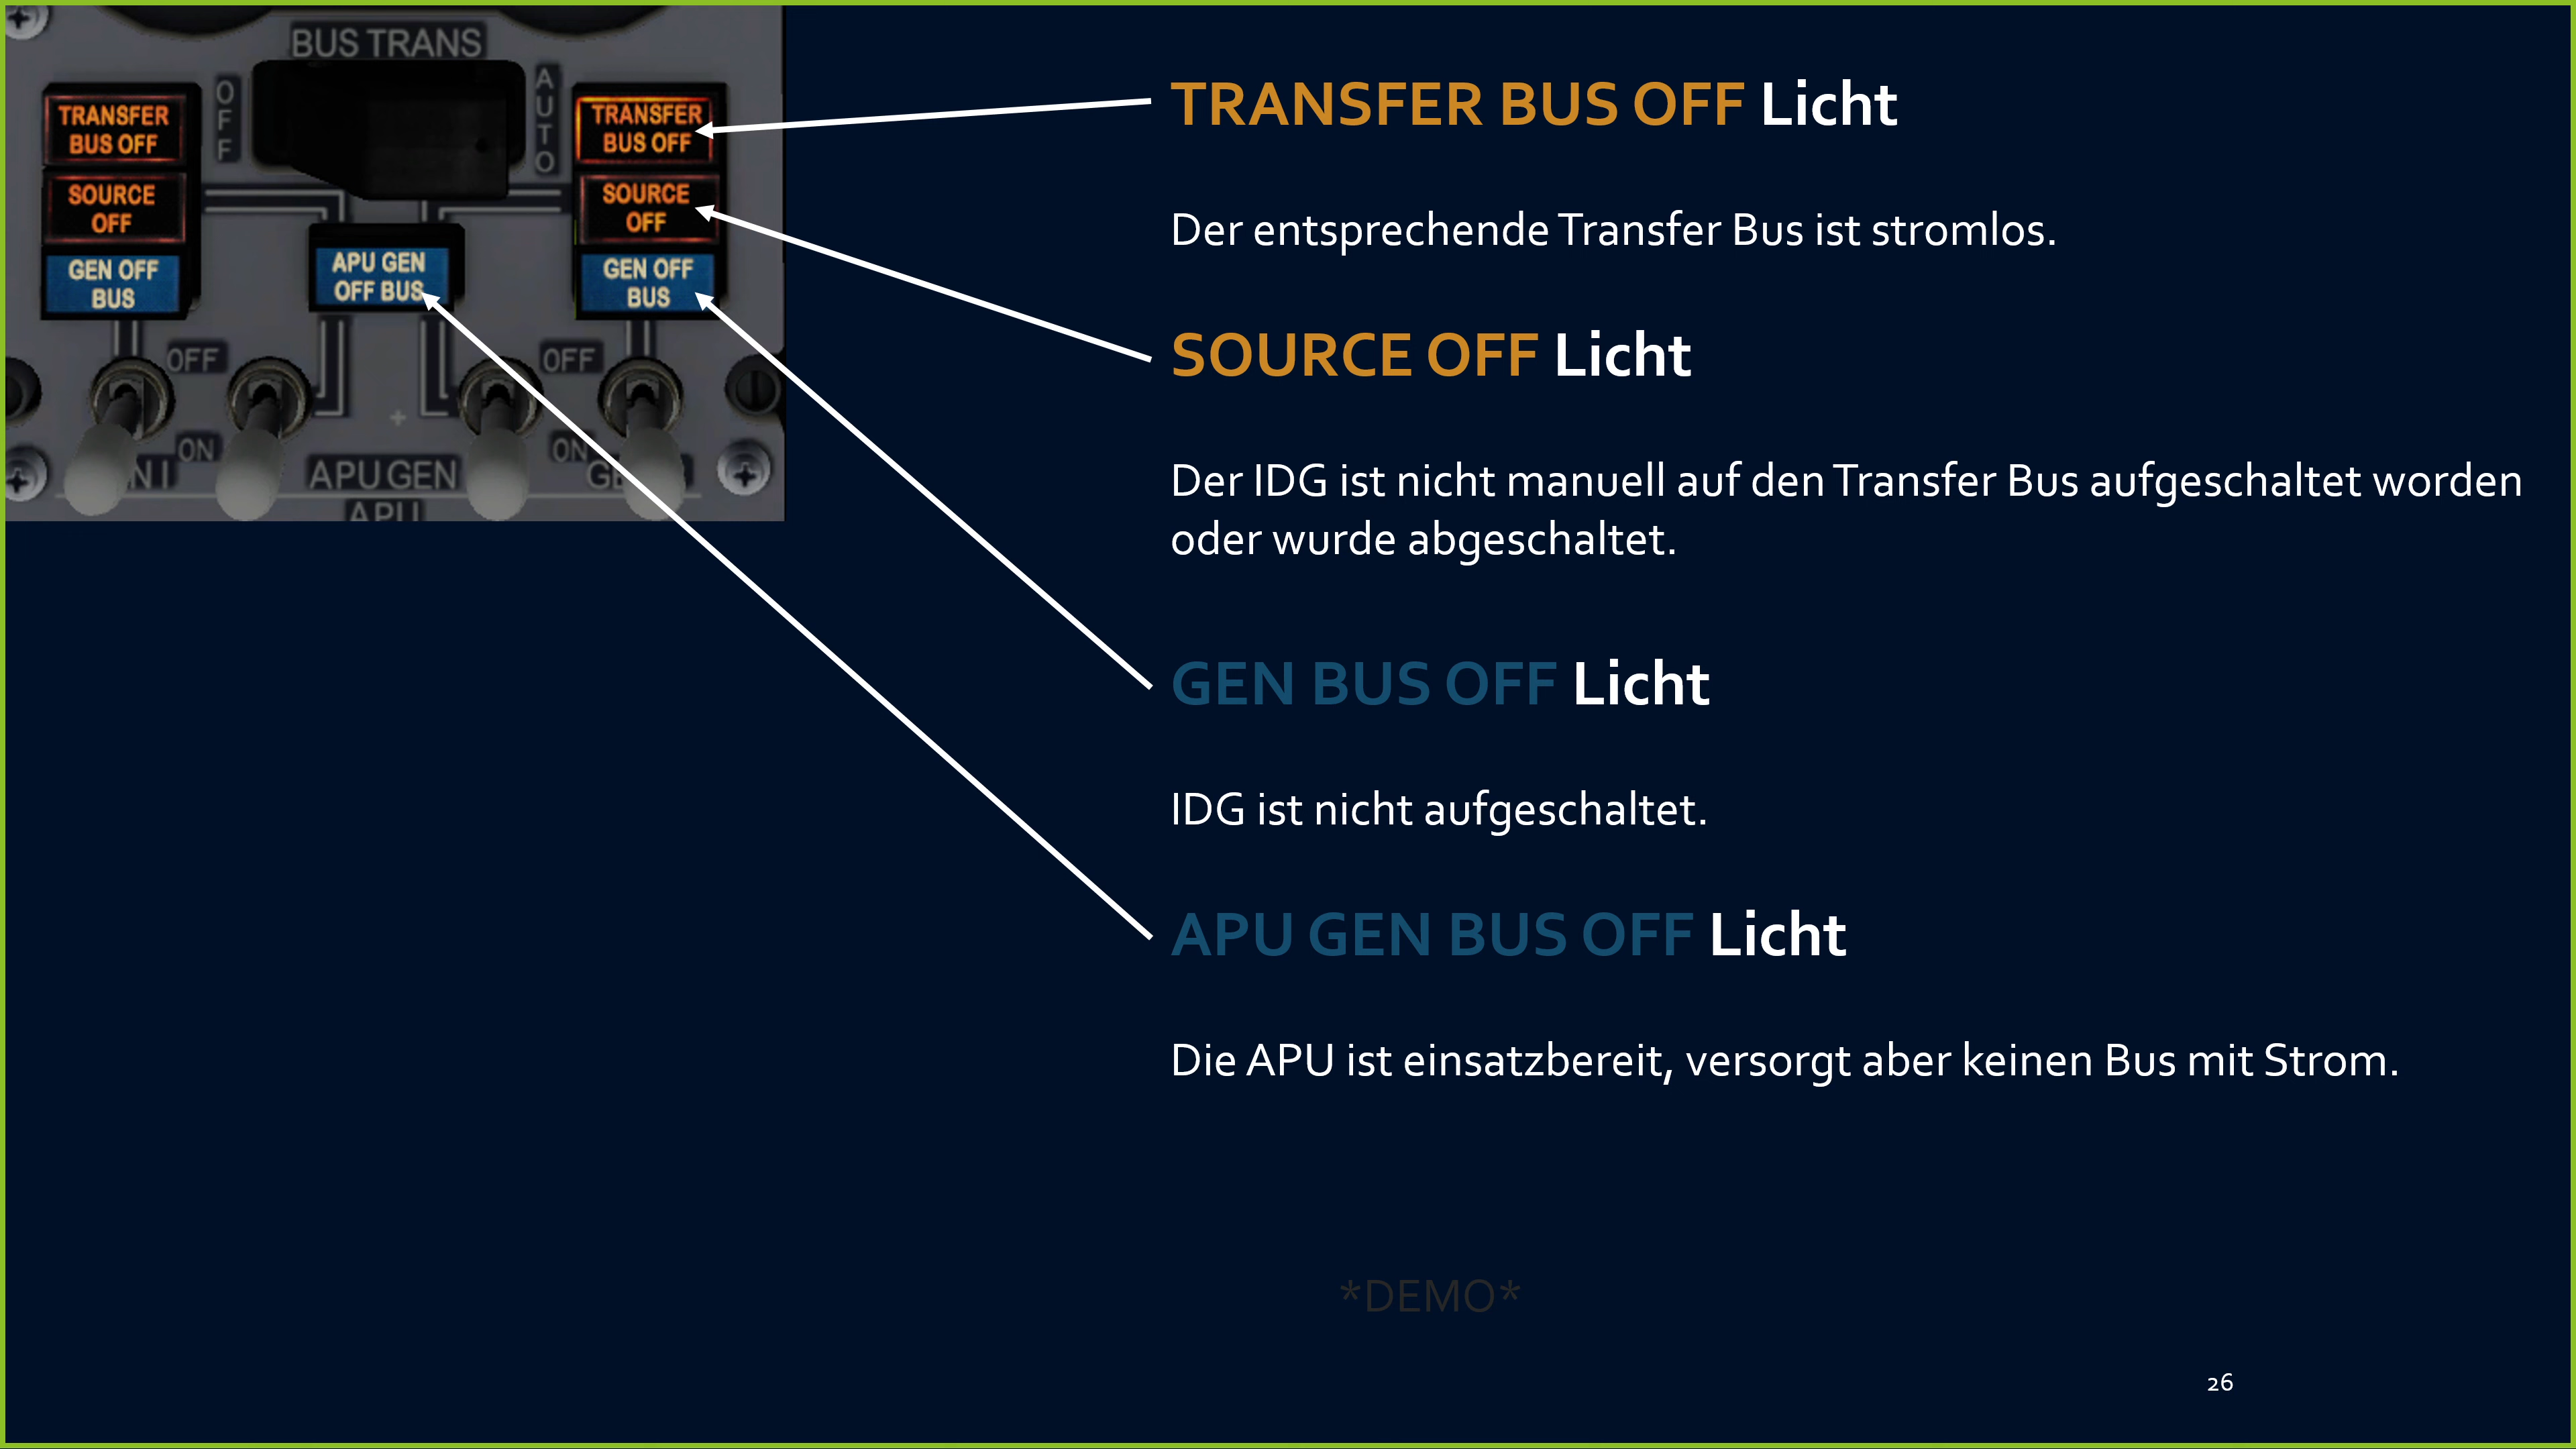 BUS TRANS
OFF
AUTO
TRANSFER
BUS OFF
SOURCE
OFF
GEN OFF
BUS
APU GEN
OFF BUS
TRANSFER
BUS OFF
SOURCE
OFF
GEN OFF
BUS
OFF
OFF
ON
ON
APU GEN
APU
TRANSFER BUS OFF Licht
Der entsprechende Transfer Bus ist stromlos.
SOURCE OFF Licht
Der IDG ist nicht manuell auf den Transfer Bus aufgeschaltet worden
oder wurde abgeschaltet.
GEN BUS OFF Licht
IDG ist nicht aufgeschaltet.
APU GEN BUS OFF Licht
Die APU ist einsatzbereit, versorgt aber keinen Bus mit Strom.
*DEMO*
26